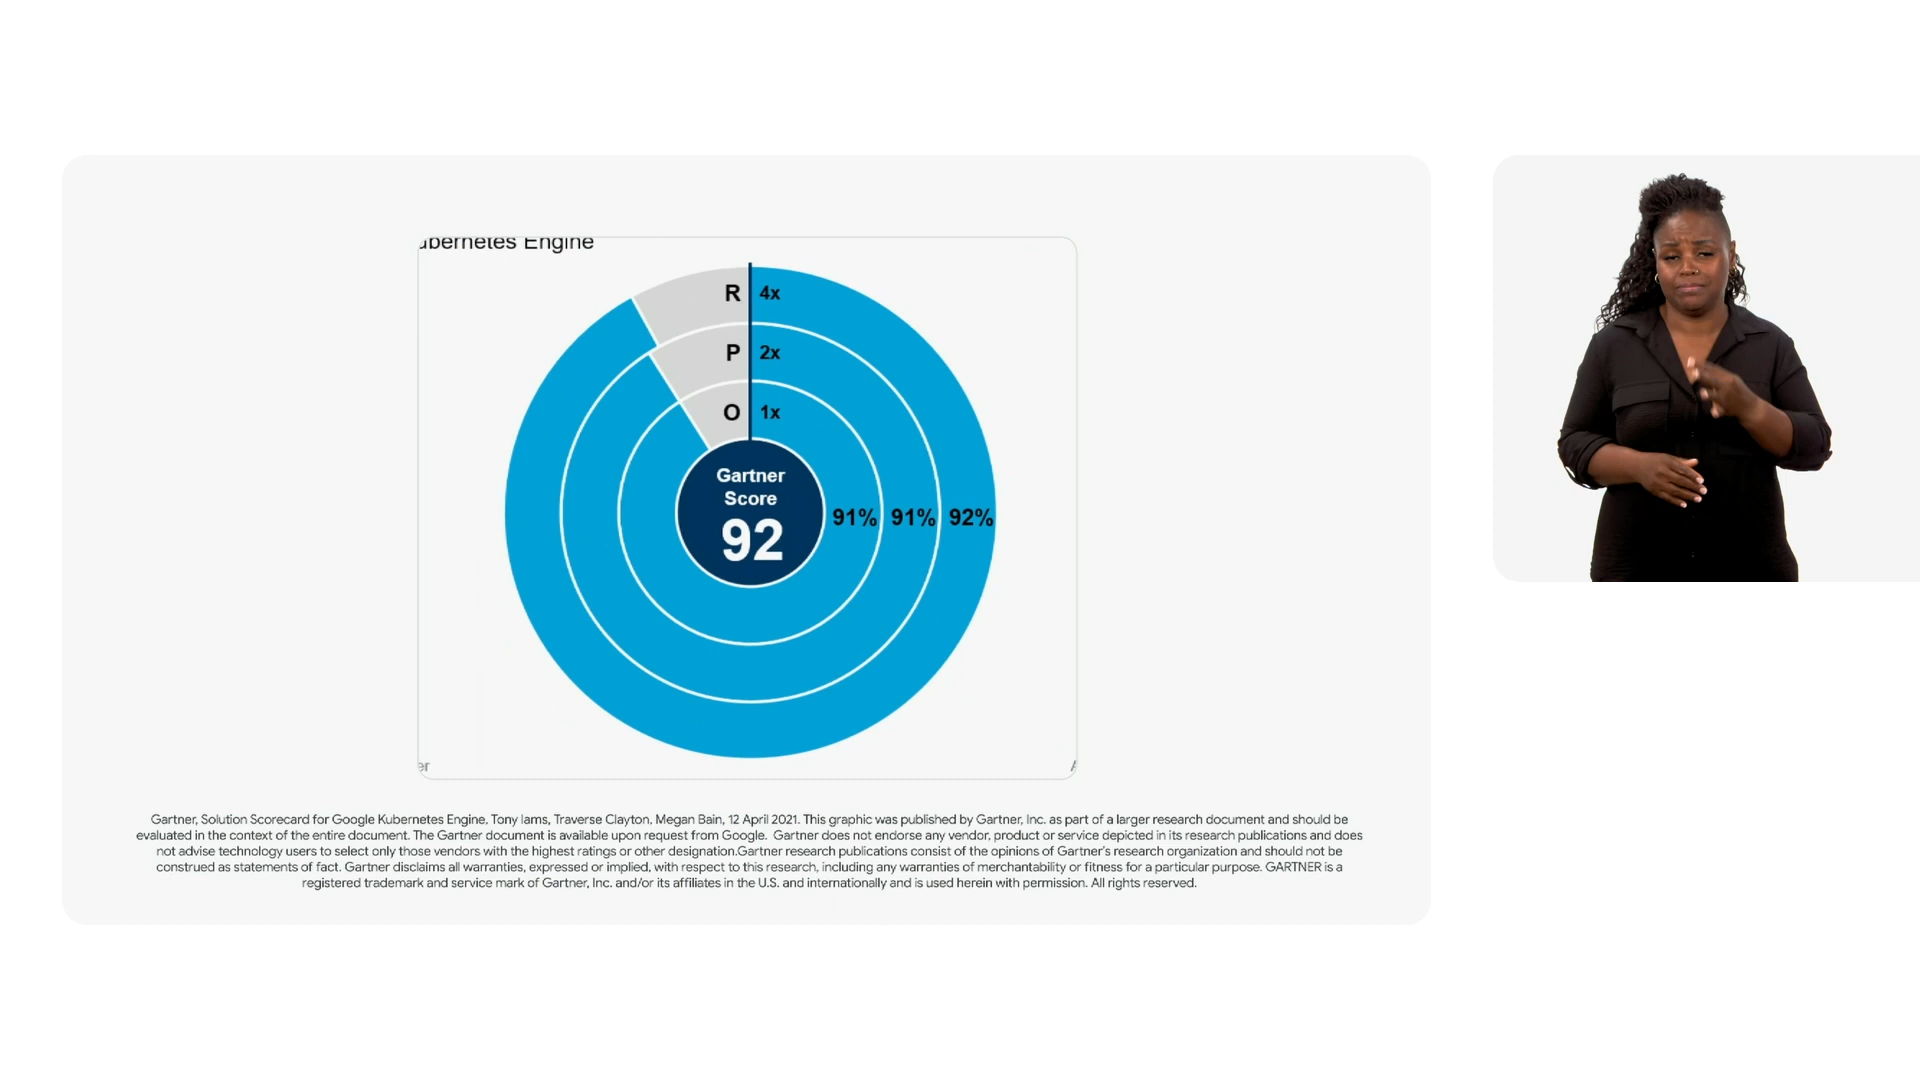 Kubernetes Engine
R 4x
P 2x
O 1x
Gartner
Score
92
91% 91% 92%
Gartner, Solution Scorecard for Google Kubernetes Engine, Tony Iams, Traverse Clayton, Megan Bain, 12 April 2021. This graphic was published by Gartner, Inc. as part of a larger research document and should be
evaluated in the context of the entire document. The Gartner document is available upon request from Google. Gartner does not endorse any vendor, product or service depicted in its research publications and does
not advise technology users to select only those vendors with the highest ratings or other designation.Gartner research publications consist of the opinions of Gartner's research organization and should not be
construed as statements of fact. Gartner disclaims all warranties, expressed or implied, with respect to this research, including any warranties of merchantability or fitness for a particular purpose. GARTNER is a
registered trademark and service mark of Gartner, Inc. and/or its affiliates in the U.S. and internationally and is used herein with permission. All rights reserved.